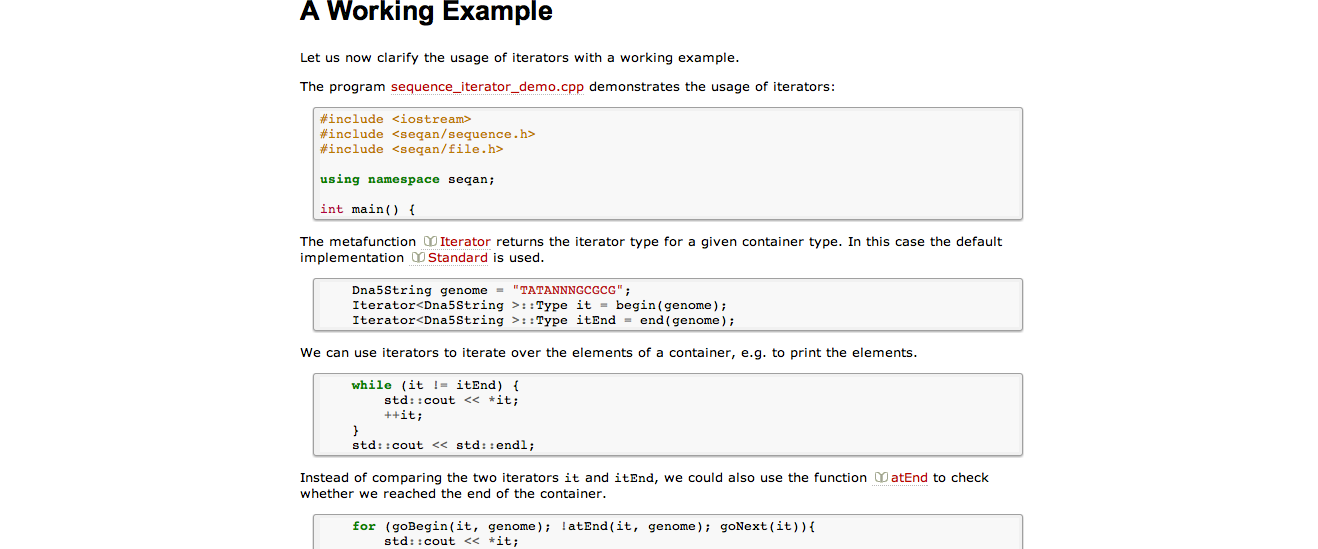 A Working Example
Let us now clarify the usage of iterators with a working example.
The program sequence_iterator_demo.cpp demonstrates the usage of iterators:
#include <iostream>
#include <seqan/sequence.h>
#include <seqan/file.h>
using namespace seqan;
int main() {
The metafunction Iterator returns the iterator type for a given container type. In this case the default
implementation Standard is used.
Dna5String genome = "TATANNNGCGCG";
Iterator<Dna5String >::Type it = begin(genome);
Iterator<Dna5String >::Type itEnd = end(genome);
We can use iterators to iterate over the elements of a container, e.g. to print the elements.
while (it != itEnd) {
std::cout << *it;
++it;
}
std::cout << std::endl;
Instead of comparing the two iterators it and itEnd, we could also use the function atEnd to check
whether we reached the end of the container.
for (goBegin(it, genome); !atEnd(it, genome); goNext(it)){
std::cout << *it;